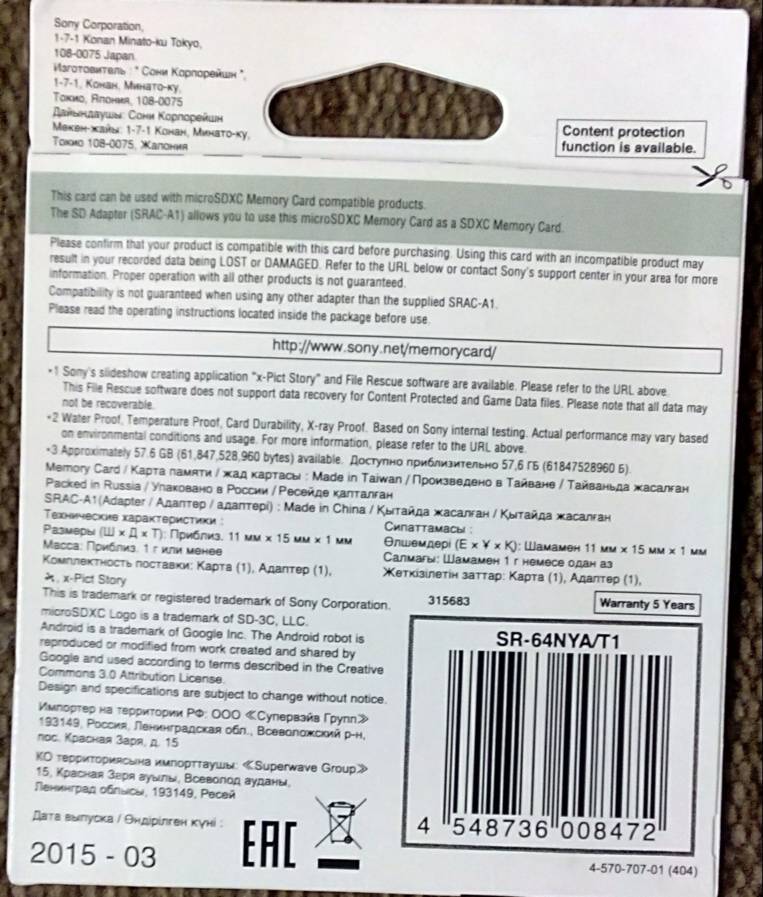 Sony Corporation,
1-7-1 Konan Minato-ku Tokyo,
108-0075 Japan.
Изготовитель : " Сони Корпорейшн ",
1-7-1, Конан, Минато-ку,
Токио, Япония, 108-0075
Дайындаушы: Сони Корпорейшн
Мекен-жайы: 1-7-1 Конан, Минато-ку,
Токио 108-0075, Жапония
Content protection
function is available.
This card can be used with microSDXC Memory Card compatible products.
The SD Adapter (SRAC-A1) allows you to use this microSDXC Memory Card as a SDXC Memory Card.
Please confirm that your product is compatible with this card before purchasing. Using this card with an incompatible product may
result in your recorded data being LOST or DAMAGED. Refer to the URL below or contact Sony's support center in your area for more
information. Proper operation with all other products is not guaranteed.
Compatibility is not guaranteed when using any other adapter than the supplied SRAC-A1.
Please read the operating instructions located inside the package before use.
http://www.sony.net/memorycard/
*1 Sony's slideshow creating application "x-Pict Story" and File Rescue software are available. Please refer to the URL above.
This File Rescue software does not support data recovery for Content Protected and Game Data files. Please note that all data may
not be recoverable.
*2 Water Proof, Temperature Proof, Card Durability, X-ray Proof. Based on Sony internal testing. Actual performance may vary based
on environmental conditions and usage. For more information, please refer to the URL above.
*3 Approximately 57.6 GB (61,847,528,960 bytes) available. Доступно приблизительно 57,6 ГБ (61847528960 Б).
Memory Card / Карта памяти / жад картасы : Made in Taiwan / Произведено в Тайване / Тайваньда жасалған
Packed in Russia / Упаковано в России / Ресейде қапталған
SRAC-A1(Adapter / Адаптер / адаптері) : Made in China / Қытайда жасалған / Қытайда жасалған
Технические характеристики :
Размеры (Ш x Д x Т): Приблиз. 11 мм x 15 мм x 1 мм
Масса: Приблиз. 1 г или менее
Комплектность поставки: Карта (1), Адаптер (1),
Сипаттамасы :
Өлшемдері (Е x Ұ x Қ): Шамамен 11 мм x 15 мм x 1 мм
Салмағы: Шамамен 1 г немесе одан аз
Жеткізілетін заттар: Карта (1), Адаптер (1),
, x-Pict Story
This is trademark or registered trademark of Sony Corporation.
microSDXC Logo is a trademark of SD-3C, LLC.
Android is a trademark of Google Inc. The Android robot is
reproduced or modified from work created and shared by
Google and used according to terms described in the Creative
Commons 3.0 Attribution License.
Design and specifications are subject to change without notice.
Импортер на территории РФ: ООО ≪Супервэйв Групп≫
193149, Россия, Ленинградская обл., Всеволожский р-н,
пос. Красная Заря, д. 15
КО территориясына импорттаушы: ≪Superwave Group≫
15, Красная Заря ауылы, Всеволод ауданы,
Ленинград облысы, 193149, Ресей
Дата выпуска / Өндірілген күні :
2015 - 03
EAC
315683
Warranty 5 Years
SR-64NYA/T1
4 548736 008472
4-570-707-01 (404)